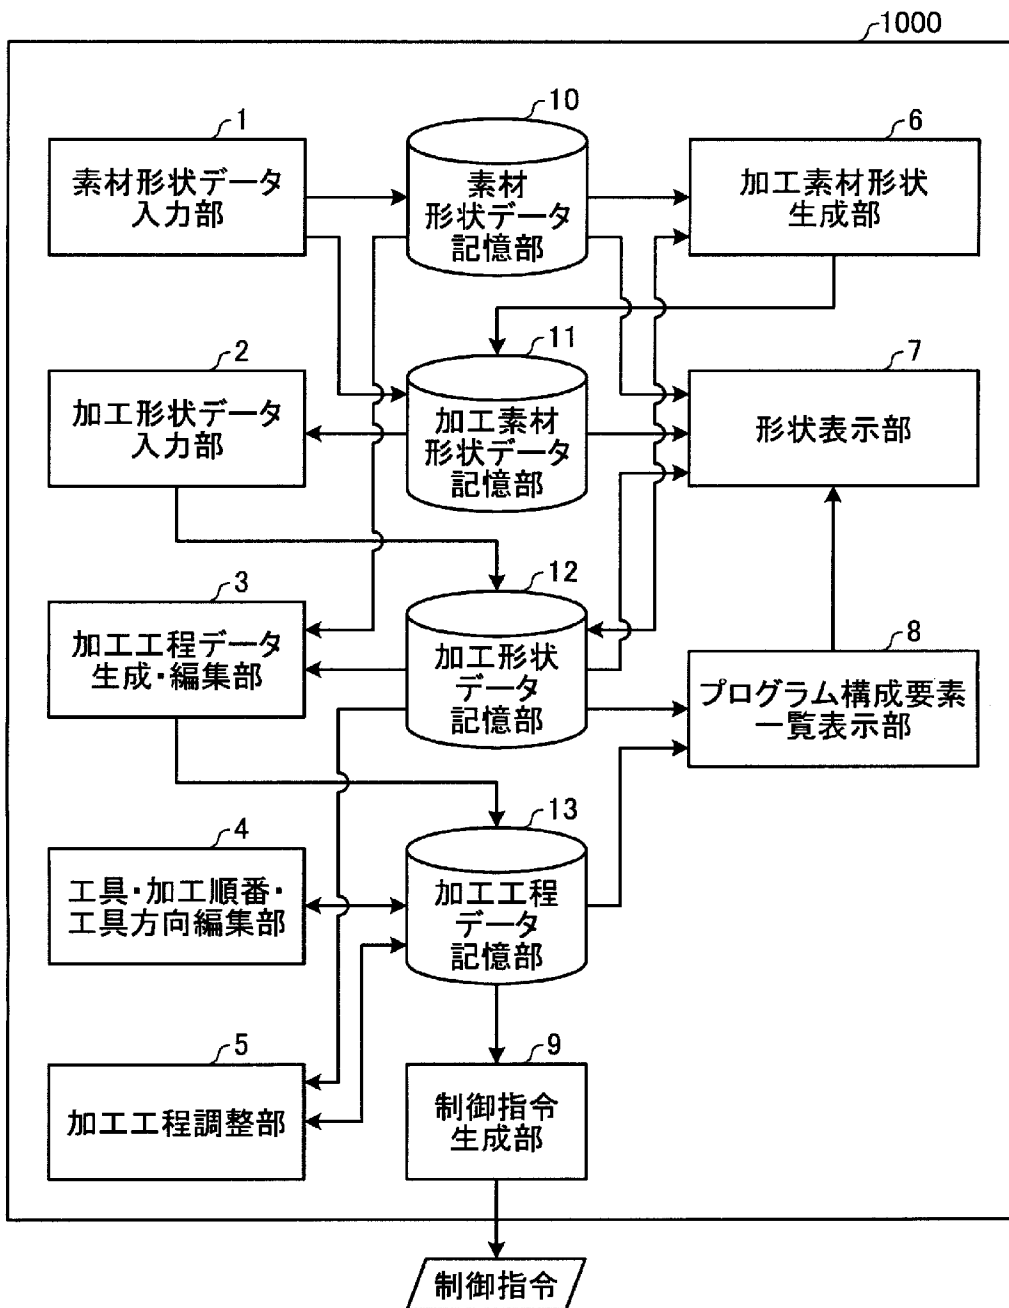 1000
1
素材形状データ
入力部
10
素材
形状データ
記憶部
6
加工素材形状
生成部
2
加工形状データ
入力部
11
加工素材
形状データ
記憶部
7
形状表示部
3
加工工程データ
生成・編集部
12
加工形状
データ
記憶部
8
プログラム構成要素
一覧表示部
4
工具・加工順番・
工具方向編集部
13
加工工程
データ
記憶部
5
加工工程調整部
9
制御指令
生成部
制御指令